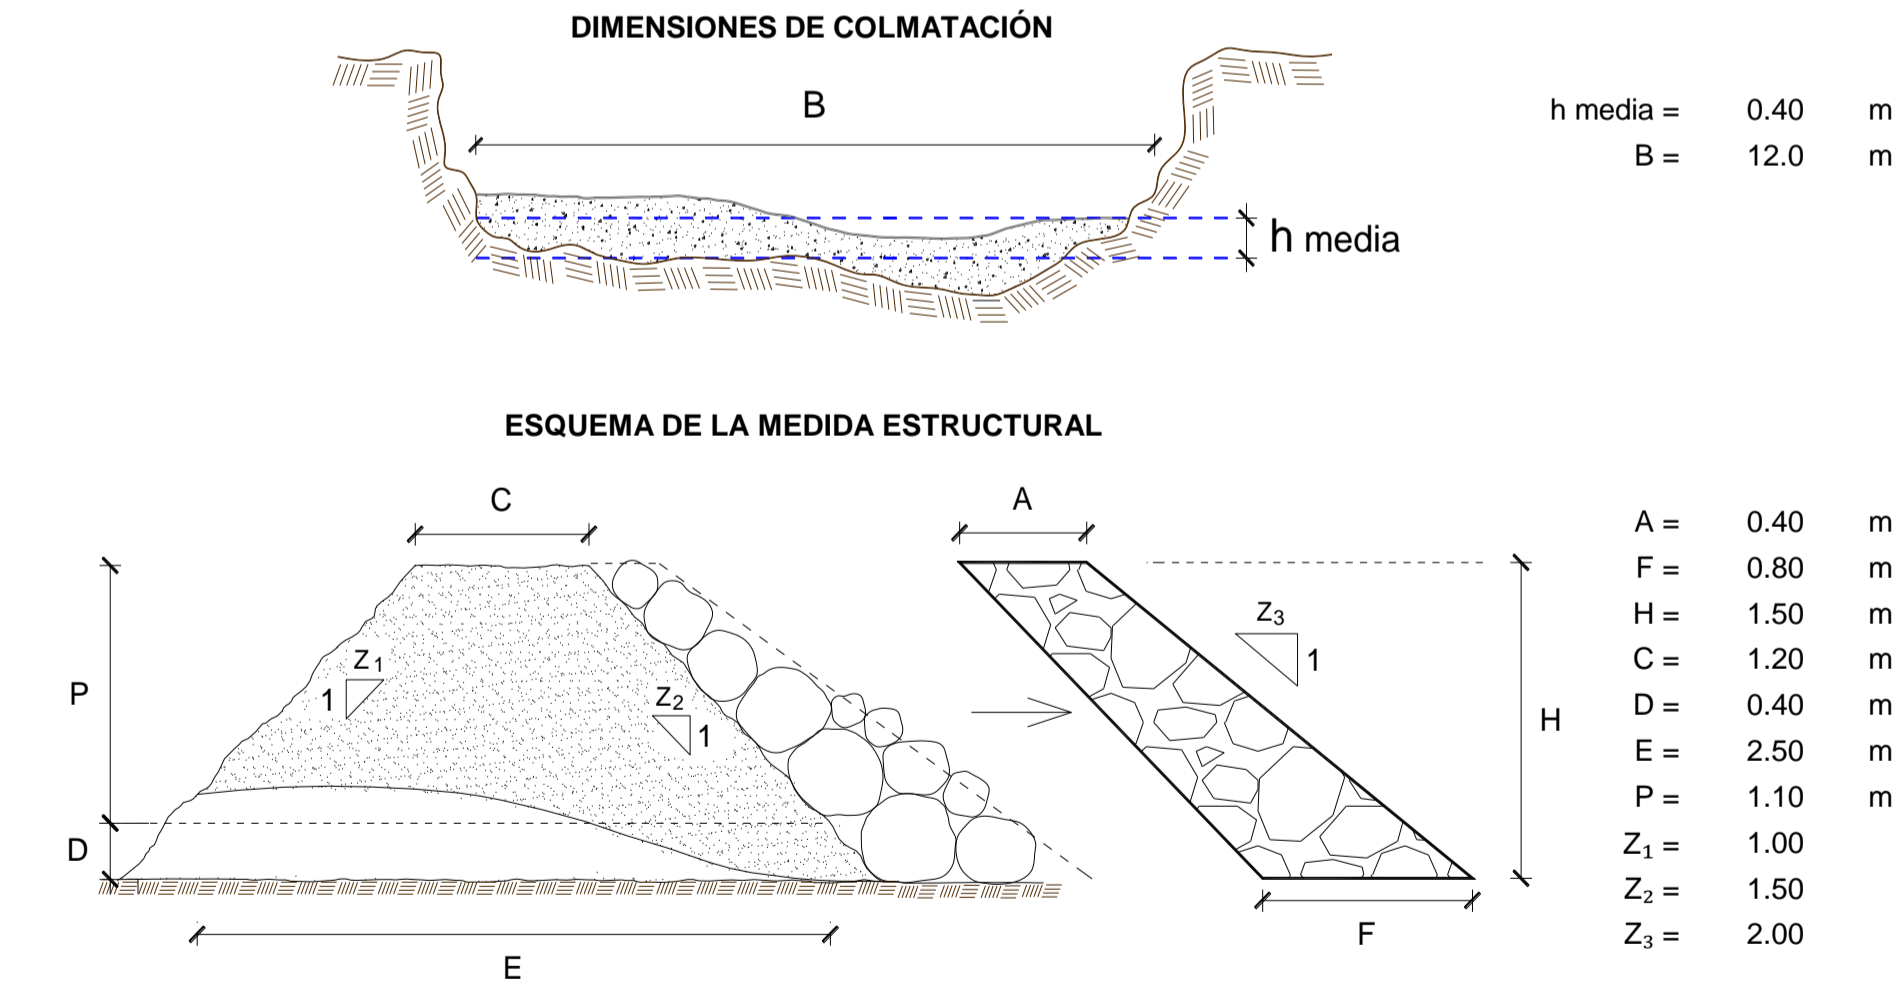 DIMENSIONES DE COLMATACIÓN
B
h media = 0.40 m
B = 12.0 m
h media
ESQUEMA DE LA MEDIDA ESTRUCTURAL
C
A
A = 0.40 m
F = 0.80 m
H = 1.50 m
C = 1.20 m
D = 0.40 m
E = 2.50 m
P = 1.10 m
Z₁ = 1.00
Z₂ = 1.50
Z₃ = 2.00
Z₁
1
Z₂
1
Z₃
1
P
D
H
F
E